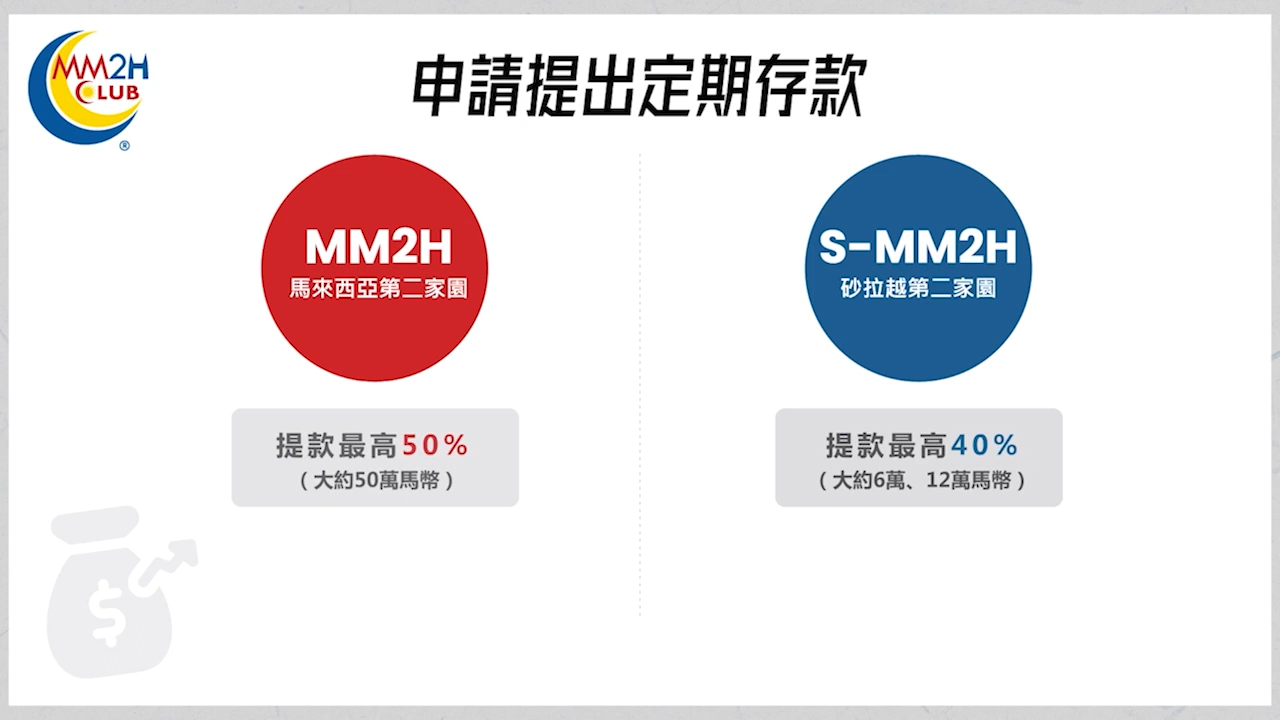 MM2H
CLUB
®
申請提出定期存款
MM2H
馬來西亞第二家園
提款最高50%
(大約50萬馬幣)
S-MM2H
砂拉越第二家園
提款最高40%
(大約6萬、12萬馬幣)
$